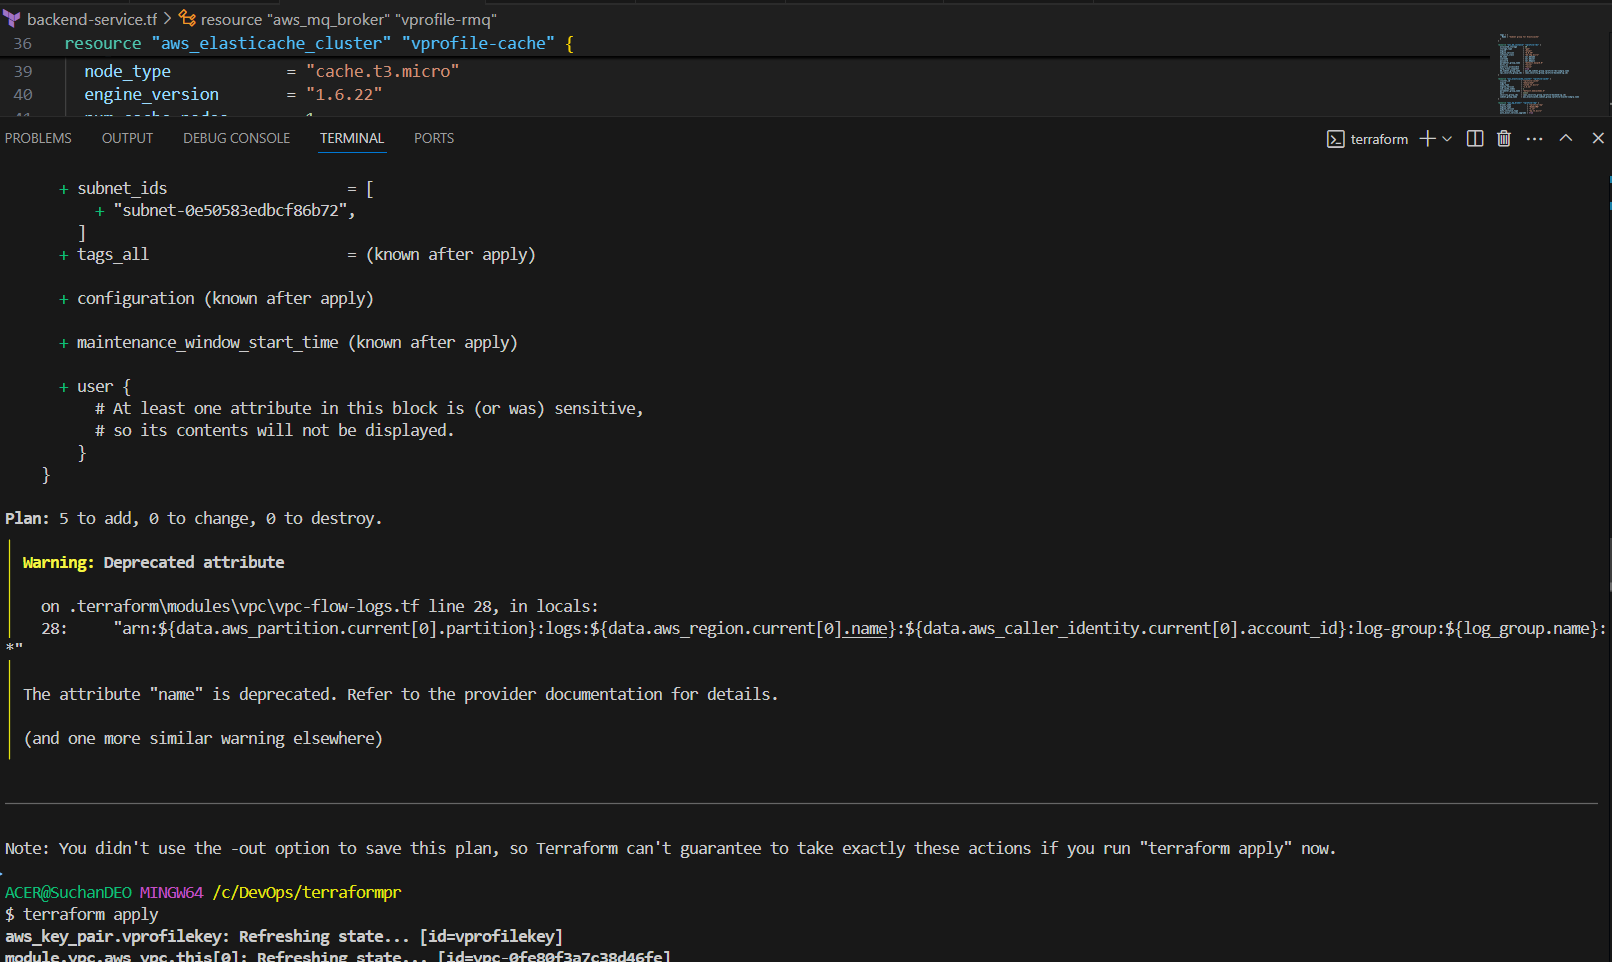 backend-service.tf > resource "aws_mq_broker" "vprofile-rmq"
36 resource "aws_elasticache_cluster" "vprofile-cache" {
39 node_type = "cache.t3.micro"
40 engine_version = "1.6.22"
PROBLEMS OUTPUT DEBUG CONSOLE TERMINAL PORTS terraform
+ subnet_ids = [
+ "subnet-0e50583edbcf86b72",
]
+ tags_all = (known after apply)
+ configuration (known after apply)
+ maintenance_window_start_time (known after apply)
+ user {
# At least one attribute in this block is (or was) sensitive,
# so its contents will not be displayed.
}
}
Plan: 5 to add, 0 to change, 0 to destroy.
Warning: Deprecated attribute
on .terraform\modules\vpc\vpc-flow-logs.tf line 28, in locals:
28: "arn:${data.aws_partition.current[0].partition}:logs:${data.aws_region.current[0].name}:${data.aws_caller_identity.current[0].account_id}:log-group:${log_group.name}:
*"
The attribute "name" is deprecated. Refer to the provider documentation for details.
(and one more similar warning elsewhere)
Note: You didn't use the -out option to save this plan, so Terraform can't guarantee to take exactly these actions if you run "terraform apply" now.
ACER@SuchanDEO MINGW64 /c/DevOps/terraformpr
$ terraform apply
aws_key_pair.vprofilekey: Refreshing state... [id=vprofilekey]
module.vpc.aws_vpc.this[0]: Refreshing state... [id=vpc-0fe80f3a7c38d46fe]